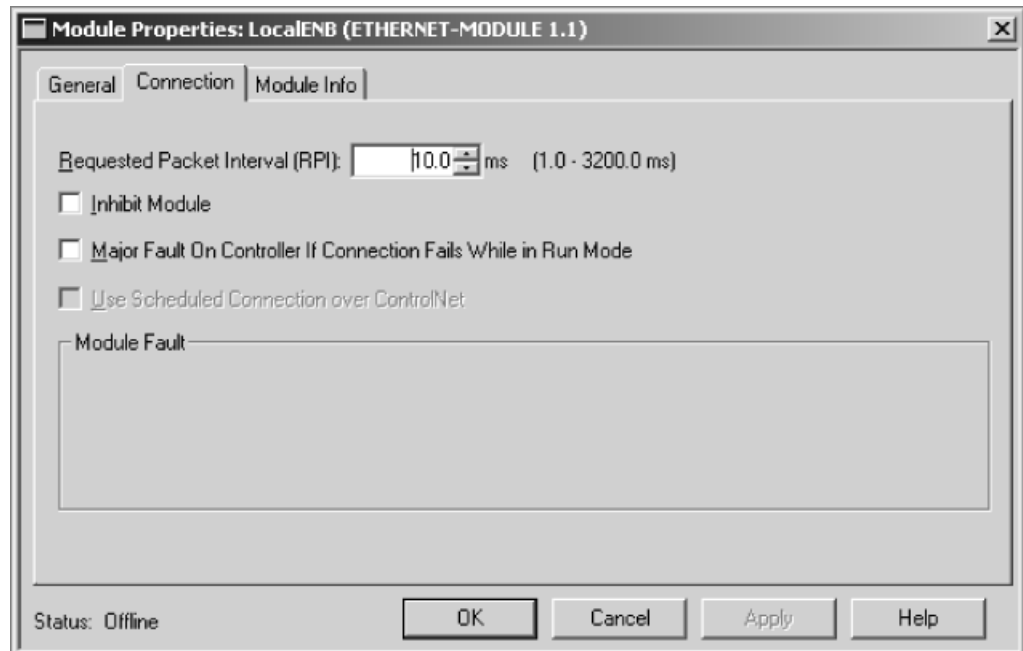 Module Properties: LocalENB (ETHERNET-MODULE 1.1)
General Connection Module Info
Requested Packet Interval (RPI): 10.0 ms (1.0 - 3200.0 ms)
Inhibit Module
Major Fault On Controller If Connection Fails While in Run Mode
Use Scheduled Connection over ControlNet
Module Fault
Status: Offline OK Cancel Apply Help